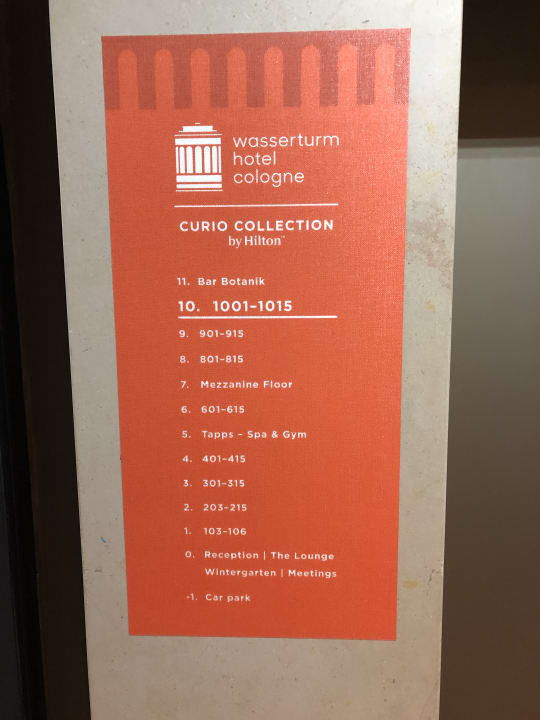 wasserturm
hotel
cologne
CURIO COLLECTION
by Hilton™
11. Bar Botanik
10. 1001-1015
9. 901-915
8. 801-815
7. Mezzanine Floor
6. 601-615
5. Tapps - Spa & Gym
4. 401-415
3. 301-315
2. 203-215
1. 103-106
0. Reception | The Lounge
Wintergarten | Meetings
-1. Car park